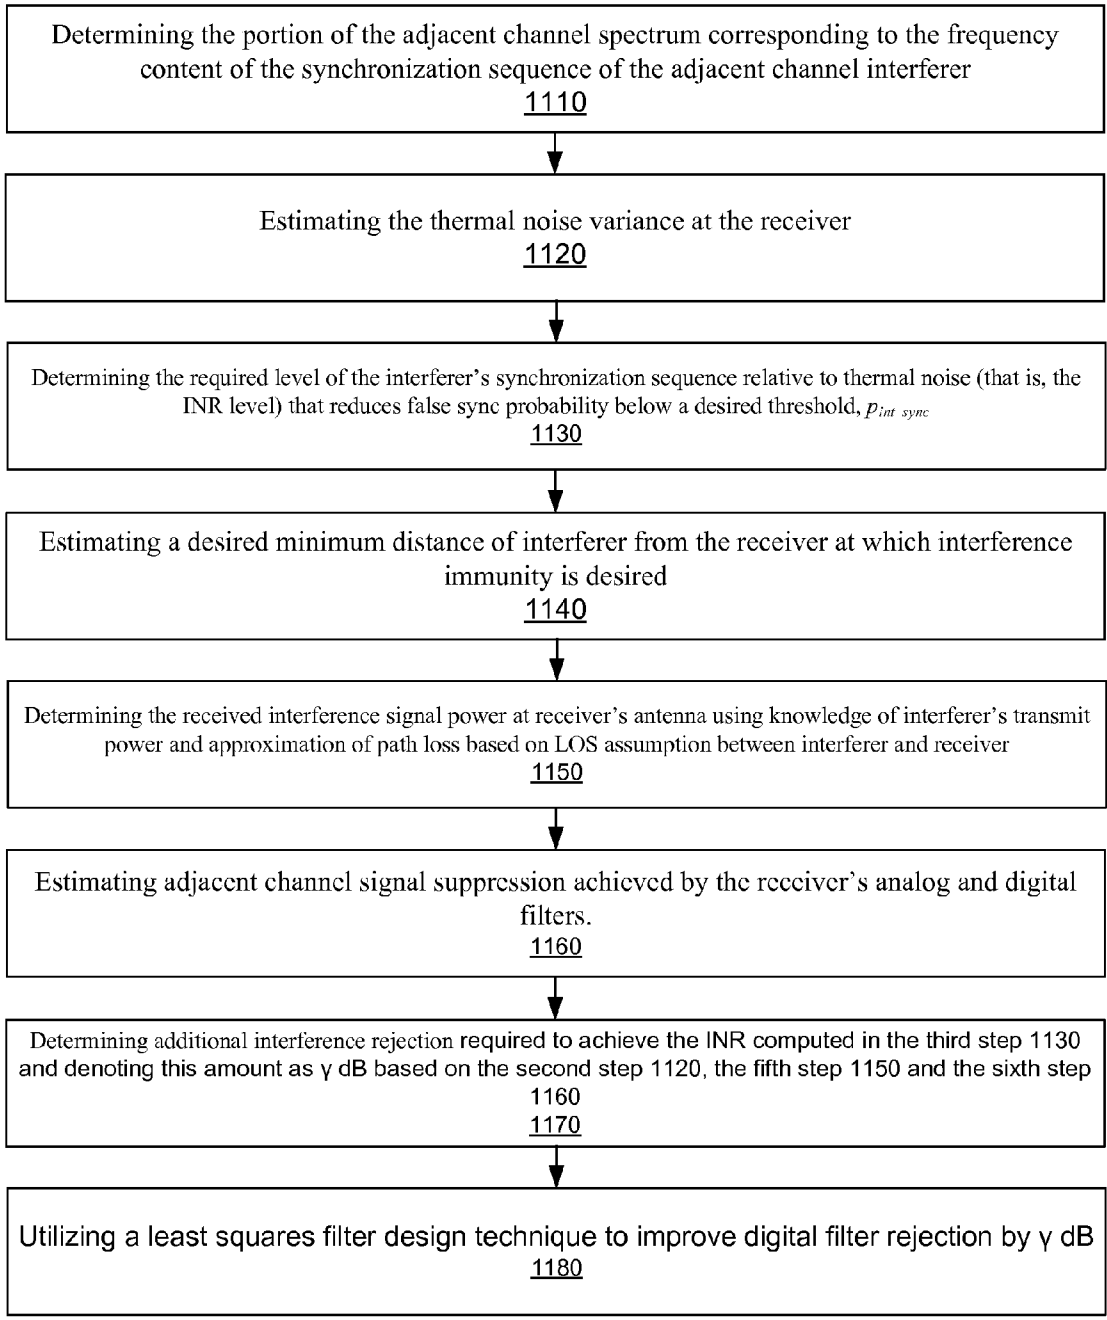 Determining the portion of the adjacent channel spectrum corresponding to the frequency
content of the synchronization sequence of the adjacent channel interferer
1110
Estimating the thermal noise variance at the receiver
1120
Determining the required level of the interferer's synchronization sequence relative to thermal noise (that is, the
INR level) that reduces false sync probability below a desired threshold, p int sync
1130
Estimating a desired minimum distance of interferer from the receiver at which interference
immunity is desired
1140
Determining the received interference signal power at receiver's antenna using knowledge of interferer's transmit
power and approximation of path loss based on LOS assumption between interferer and receiver
1150
Estimating adjacent channel signal suppression achieved by the receiver's analog and digital
filters.
1160
Determining additional interference rejection required to achieve the INR computed in the third step 1130
and denoting this amount as γ dB based on the second step 1120, the fifth step 1150 and the sixth step
1160
1170
Utilizing a least squares filter design technique to improve digital filter rejection by γ dB
1180